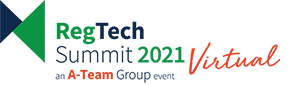 RegTech
Summit 2021 Virtual
an A-Team Group event